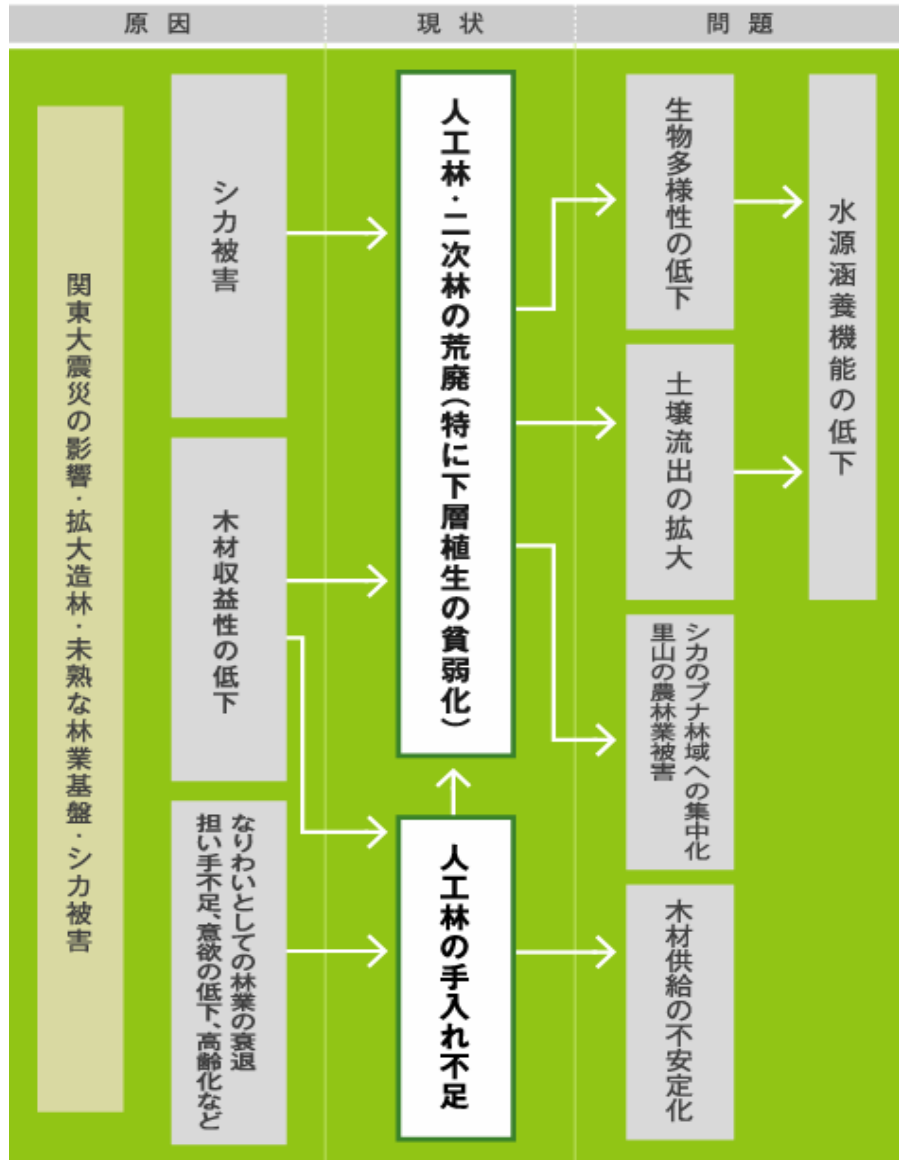 原因
現状
問題
関東大震災の影響・拡大造林・未熟な林業基盤・シカ被害
シカ被害
木材収益性の低下
なりわいとしての林業の衰退
担い手不足、意欲の低下、高齢化など
人工林・二次林の荒廃(特に下層植生の貧弱化)
人工林の手入れ不足
生物多様性の低下
土壌流出の拡大
シカのブナ林域への集中化
里山の農林業被害
木材供給の不安定化
水源涵養機能の低下